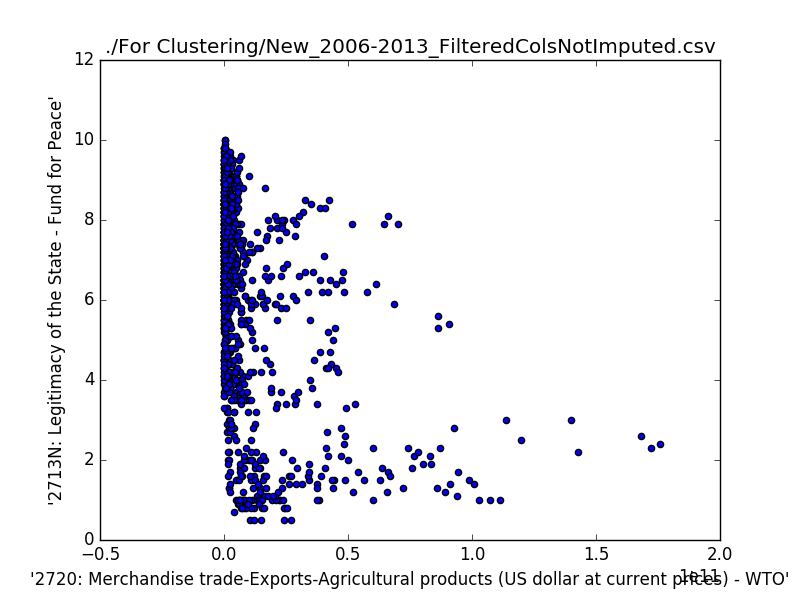 ./For Clustering/New_2006-2013_FilteredColsNotImputed.csv
12
10
8
6
4
2
0
'2713N: Legitimacy of the State - Fund for Peace'
−0.5 0.0 0.5 1.0 1.5 2.0
1e11
'2720: Merchandise trade-Exports-Agricultural products (US dollar at current prices) - WTO'